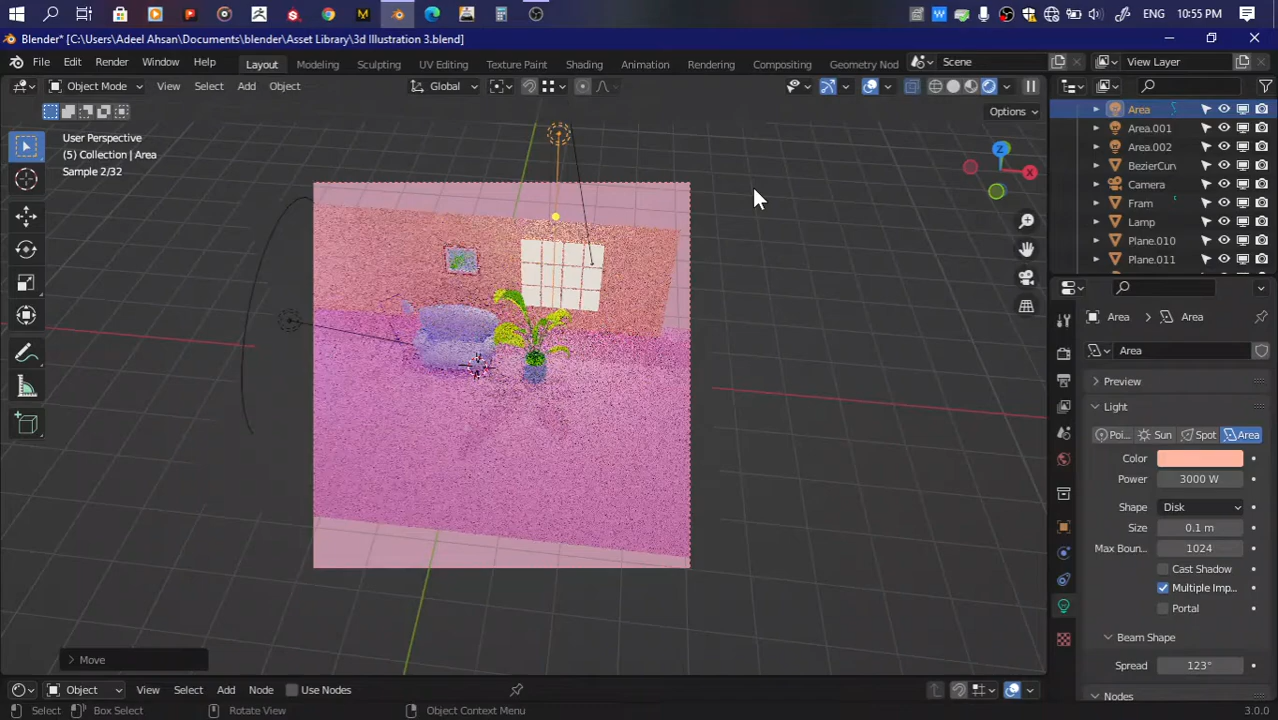 ENG 10:55 PM
Blender* [C:\Users\Adeel Ahsan\Documents\blender\Asset Library\3d Illustration 3.blend]
File Edit Render Window Help Layout Modeling Sculpting UV Editing Texture Paint Shading Animation Rendering Compositing Geometry Nod Scene View Layer
Object Mode View Select Add Object Global
Options
User Perspective
(5) Collection | Area
Sample 2/32
Area
Area.001
Area.002
BezierCun
Camera
Fram
Lamp
Plane.010
Plane.011
Z
X
Area Area
Area
Preview
Light
Poi... Sun Spot Area
Color
Power 3000 W
Shape Disk
Size 0.1 m
Max Boun... 1024
Cast Shadow
Multiple Imp...
Portal
Beam Shape
Spread 123°
Nodes
Move
Object View Select Add Node Use Nodes
Select Box Select Rotate View Object Context Menu 3.0.0